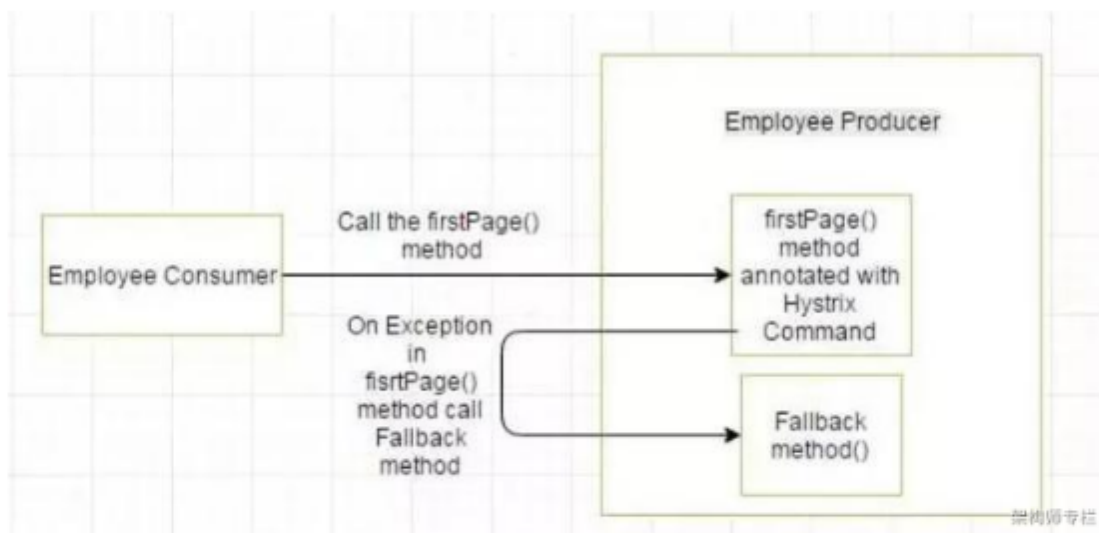 Employee Producer
Call the firstPage()
method
firstPage()
method
annotated with
Hystrix
Command
Employee Consumer
On Exception
in
fisrtPage()
method call
Fallback
method
Fallback
method()
架构师专栏